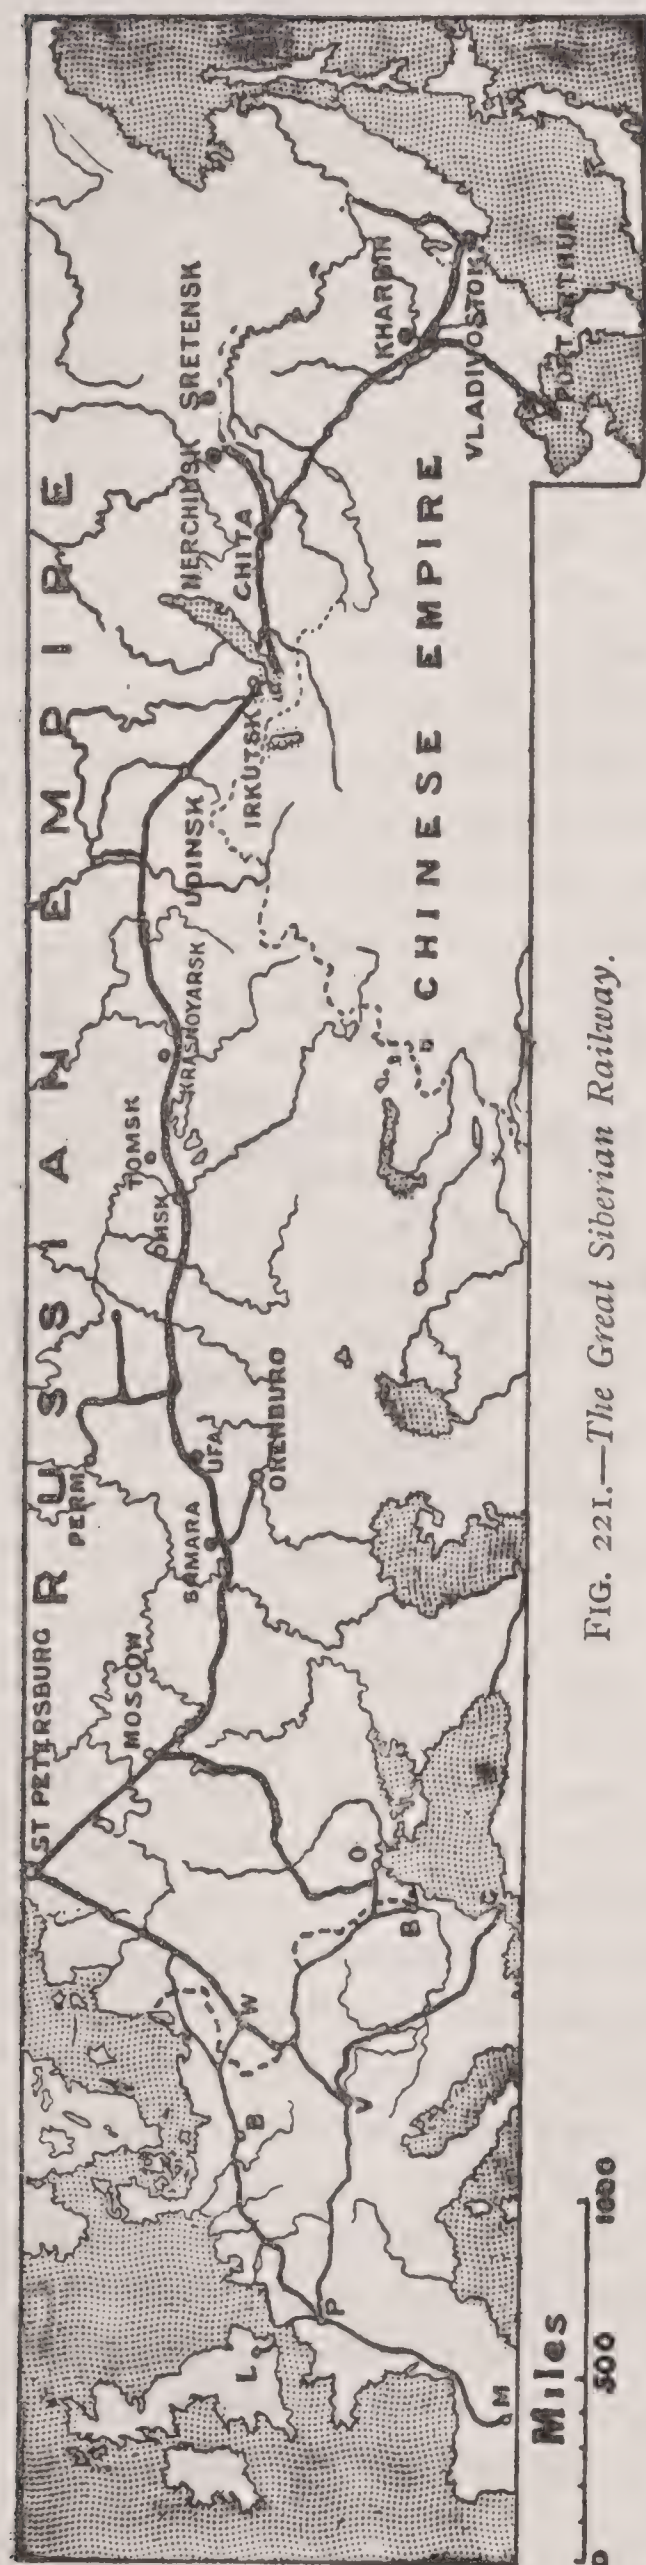 RUSSIAN EMPIRE
ST PETERSBURG
MOSCOW
PERM
SAMARA
UFA
ORENBURG
OMSK
TOMSK
KRASNOYARSK
UDINSK
IRKUTSK
CHITA
NERCHINSK
SRETENSK
KHARBIN
VLADIVOSTOK
PORT ARTHUR
CHINESE EMPIRE
L
P
M
B
V
W
B
O
C
Miles
0 500 1000
FIG. 221.—The Great Siberian Railway.